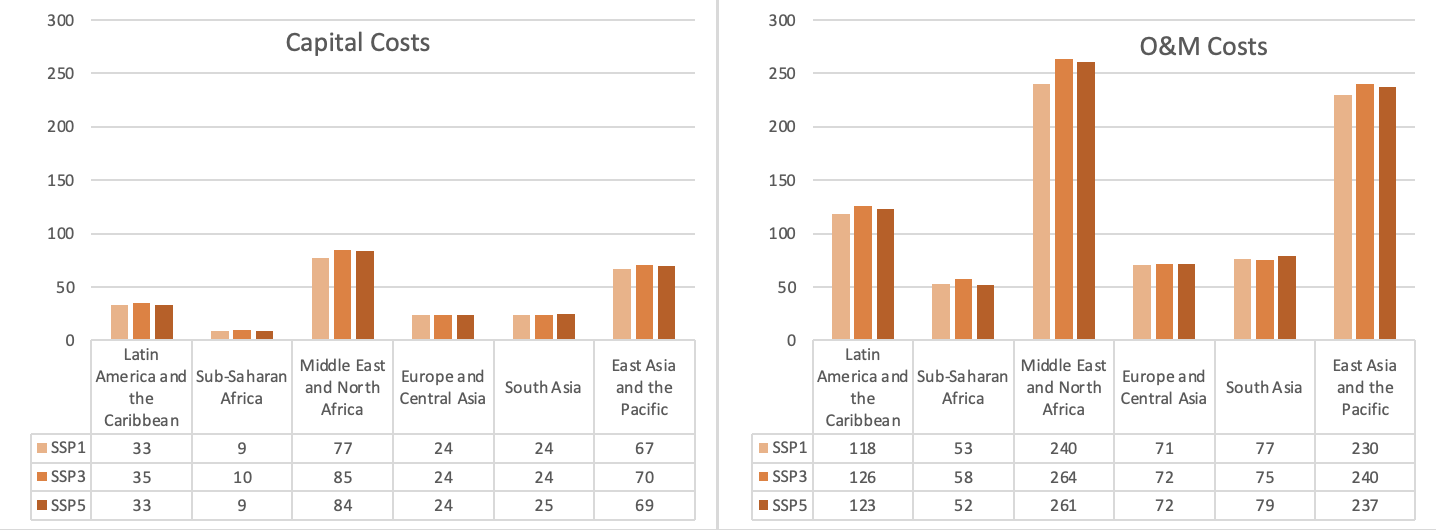 Capital Costs
300
250
200
150
100
50
0
Latin
America and
the
Caribbean
Sub-Saharan
Africa
Middle East
and North
Africa
Europe and
Central Asia
South Asia
East Asia
and the
Pacific
SSP1 33 9 77 24 24 67
SSP3 35 10 85 24 24 70
SSP5 33 9 84 24 25 69
O&M Costs
300
250
200
150
100
50
0
Latin
America and
the
Caribbean
Sub-Saharan
Africa
Middle East
and North
Africa
Europe and
Central Asia
South Asia
East Asia
and the
Pacific
SSP1 118 53 240 71 77 230
SSP3 126 58 264 72 75 240
SSP5 123 52 261 72 79 237